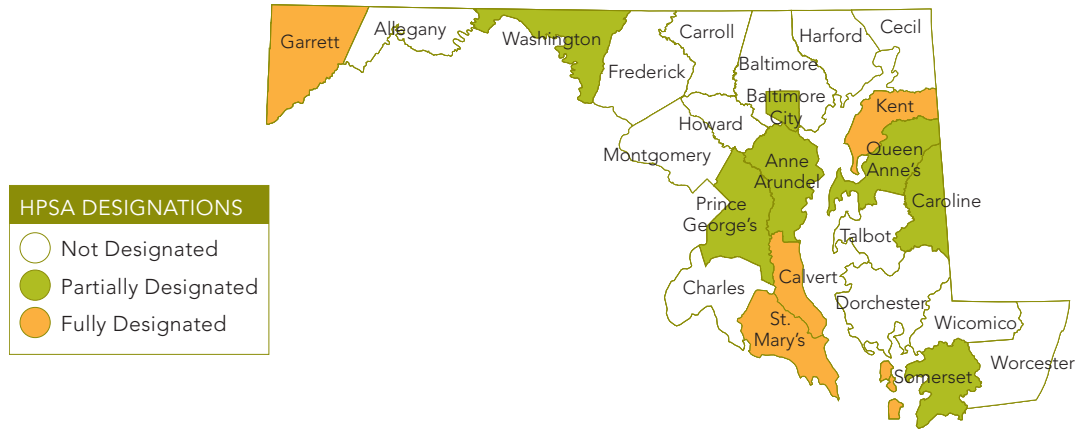 Garrett
Allegany
Washington
Frederick
Carroll
Baltimore
Harford
Cecil
Baltimore
City
Howard
Montgomery
Kent
Queen
Anne's
Anne
Arundel
Prince
George's
Caroline
Talbot
Calvert
Charles
St.
Mary's
Dorchester
Wicomico
Somerset
Worcester
HPSA DESIGNATIONS
Not Designated
Partially Designated
Fully Designated